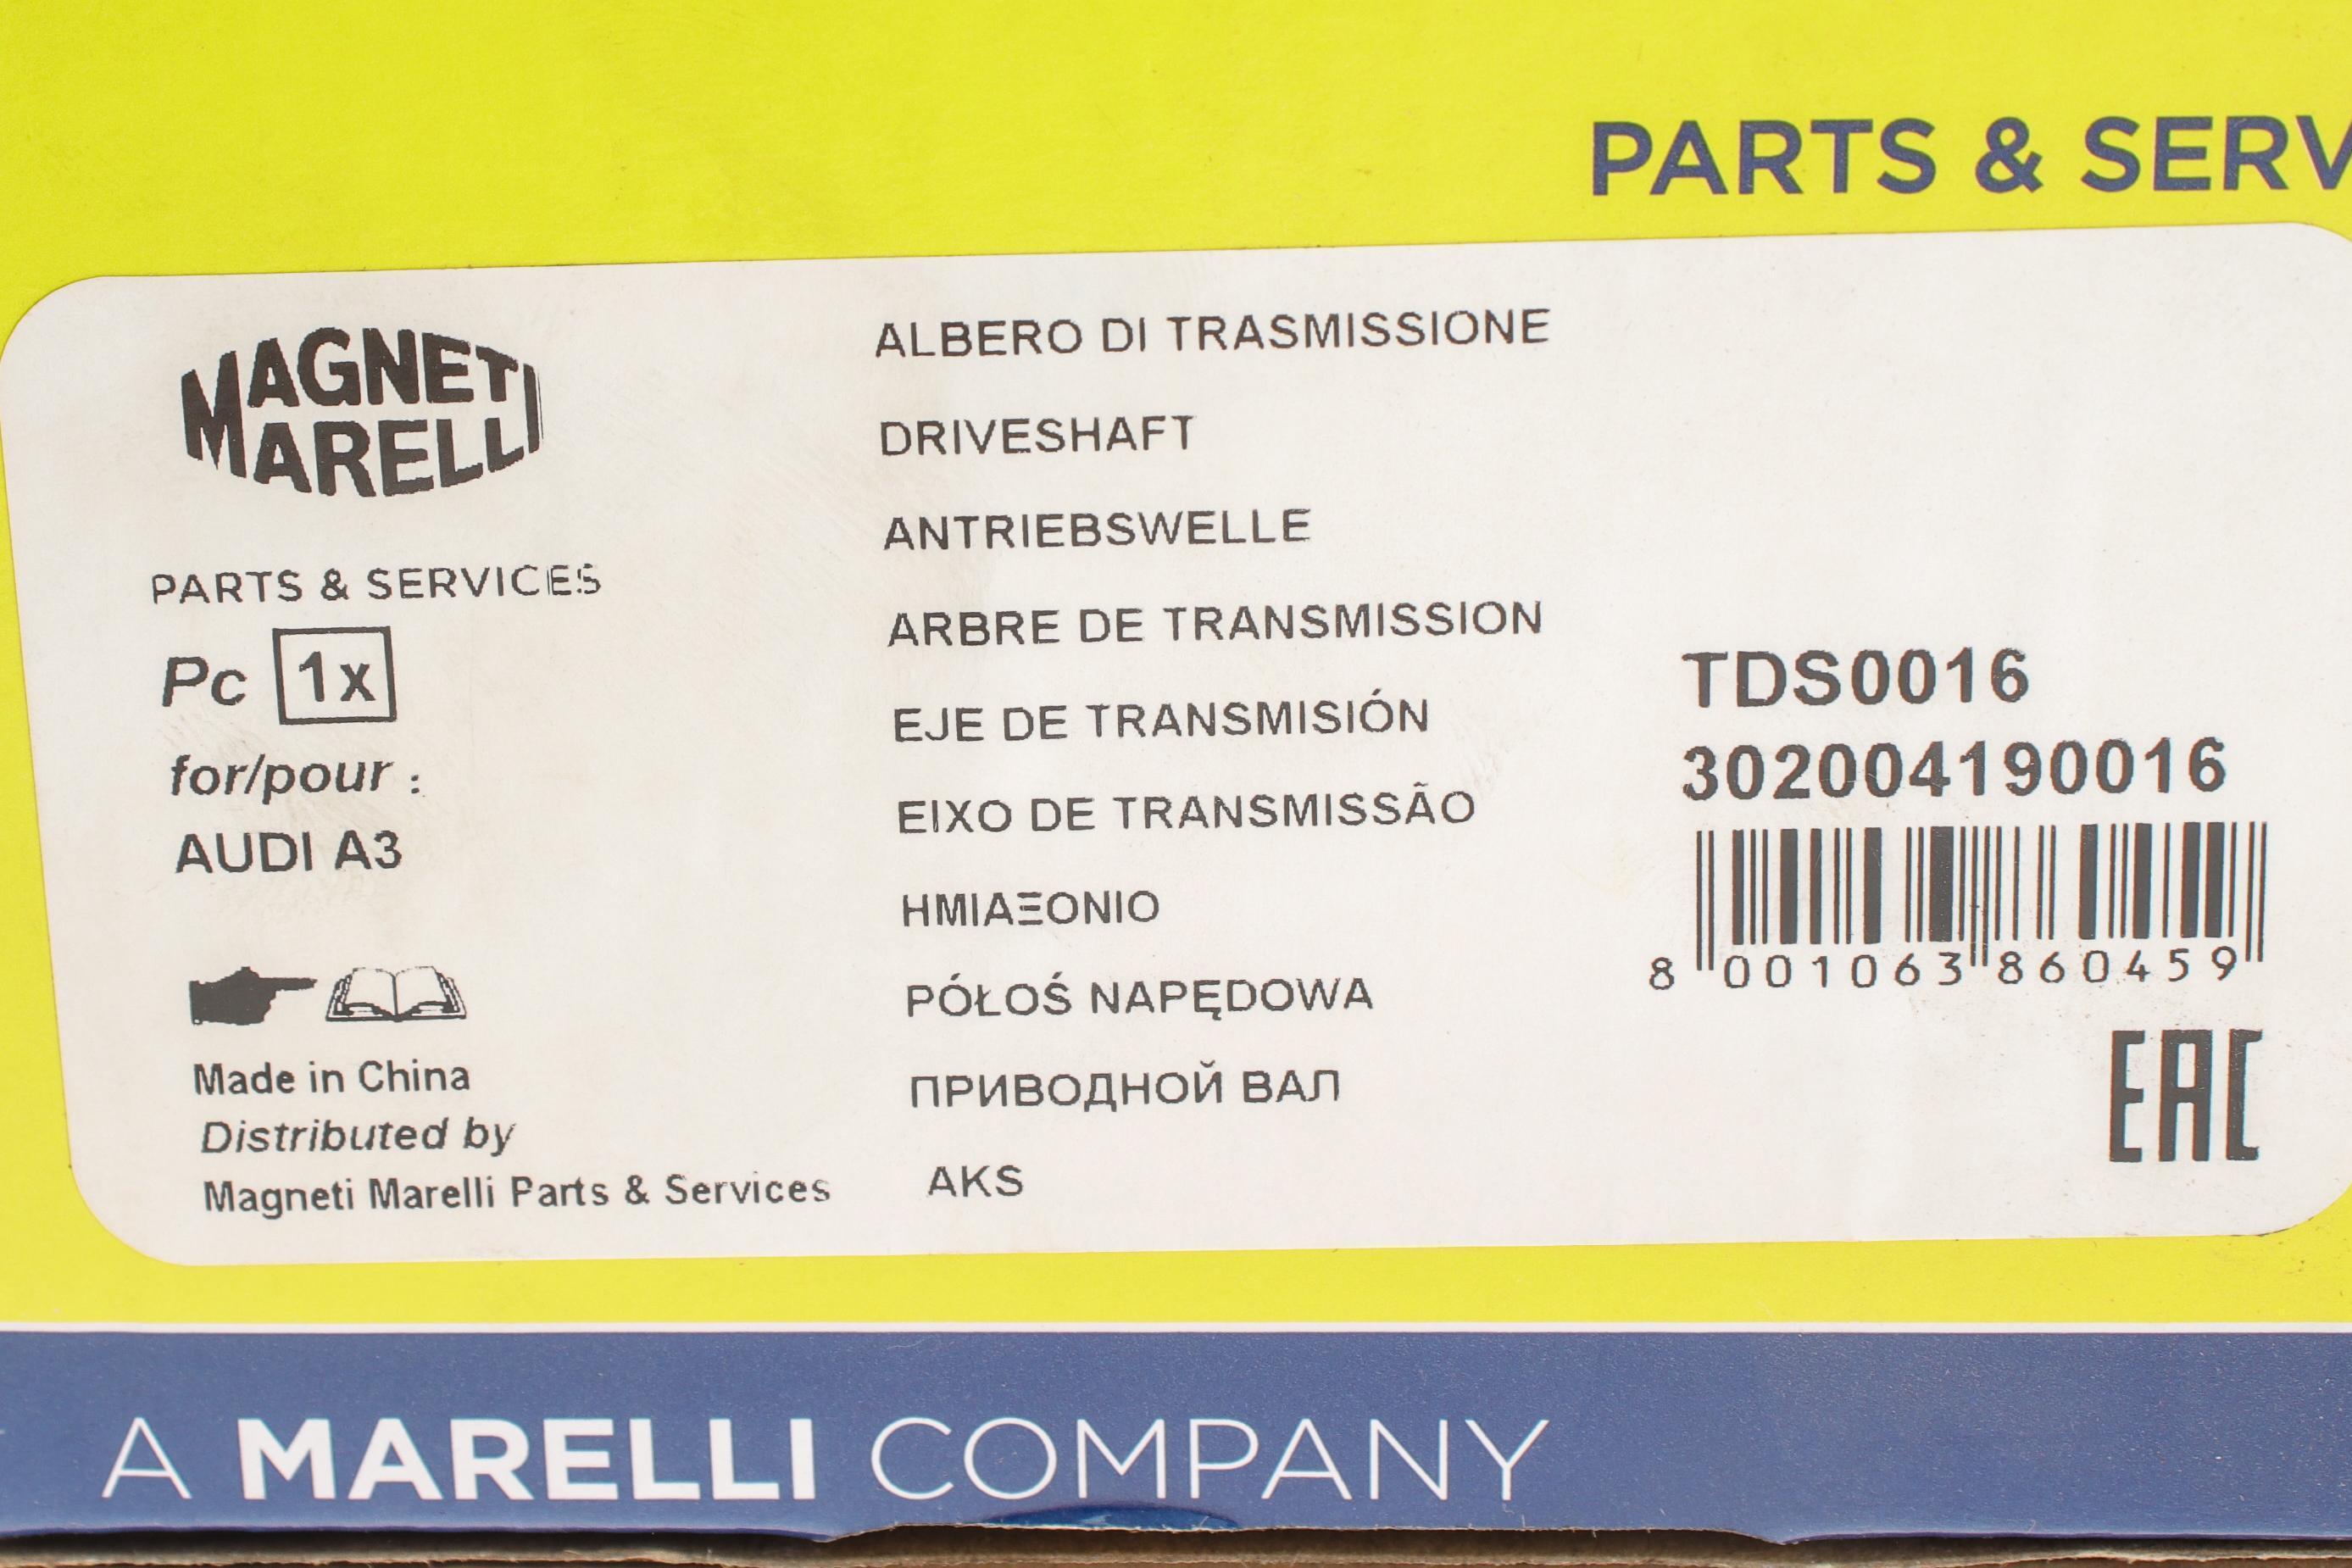 PARTS & SERV
MAGNETI
MARELLI
PARTS & SERVICES
Pc 1x
for/pour :
AUDI A3
Made in China
Distributed by
Magneti Marelli Parts & Services
ALBERO DI TRASMISSIONE
DRIVESHAFT
ANTRIEBSWELLE
ARBRE DE TRANSMISSION
EJE DE TRANSMISIÓN
EIXO DE TRANSMISSÃO
ΗΜΙΑΞΟΝΙΟ
PÓŁOŚ NAPĘDOWA
ПРИВОДНОЙ ВАЛ
AKS
TDS0016
302004190016
8 001063 860459
EAC
A MARELLI COMPANY